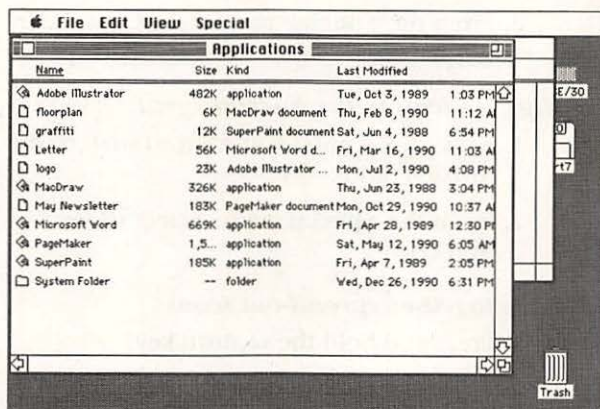 File Edit View Special
Applications
Name Size Kind Last Modified
Adobe Illustrator 482K application Tue, Oct 3, 1989 1:03 PM
floorplan 6K MacDraw document Thu, Feb 8, 1990 11:12 A
graffiti 12K SuperPaint document Sat, Jun 4, 1988 6:54 PM
Letter 56K Microsoft Word d... Fri, Mar 16, 1990 11:03 A
logo 23K Adobe Illustrator ... Mon, Jul 2, 1990 4:08 PM
MacDraw 326K application Thu, Jun 23, 1988 3:04 PM
May Newsletter 183K PageMaker document Mon, Oct 29, 1990 10:37 A
Microsoft Word 669K application Fri, Apr 28, 1989 12:30 P
PageMaker 1,5... application Sat, May 12, 1990 6:05 AM
SuperPaint 185K application Fri, Apr 7, 1989 2:05 PM
System Folder -- folder Wed, Dec 26, 1990 6:31 PM
E/30
rt7
Trash